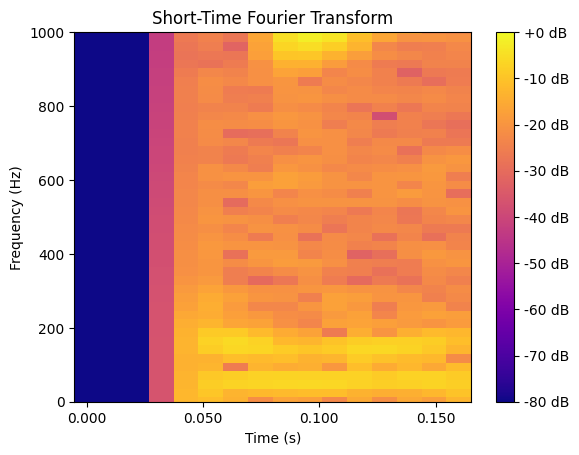 Short-Time Fourier Transform
1000
800
600
400
200
0
Frequency (Hz)
0.000
0.050
0.100
0.150
Time (s)
+0 dB
-10 dB
-20 dB
-30 dB
-40 dB
-50 dB
-60 dB
-70 dB
-80 dB